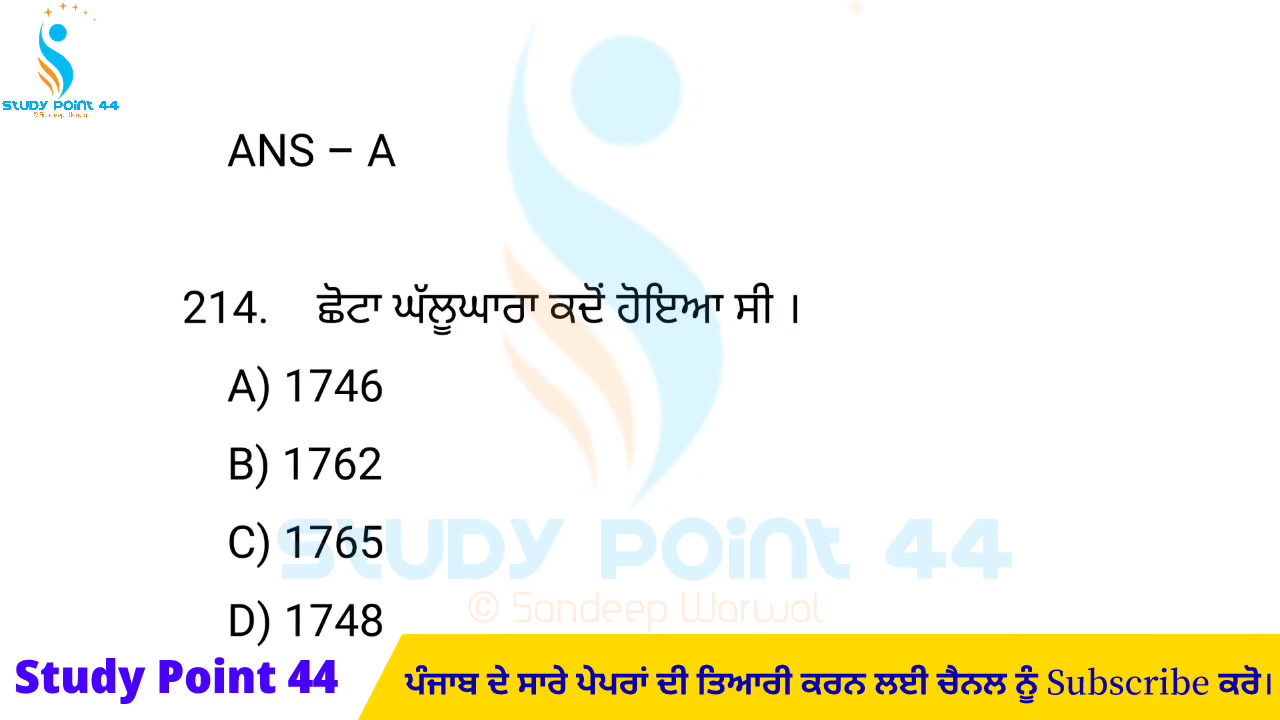 STUDY POINT 44
ANS – A
214. ਛੋਟਾ ਘੱਲੂਘਾਰਾ ਕਦੋਂ ਹੋਇਆ ਸੀ ।
A) 1746
B) 1762
C) 1765
STUDY POINT 44
© Sandeep Warwal
D) 1748
Study Point 44
ਪੰਜਾਬ ਦੇ ਸਾਰੇ ਪੇਪਰਾਂ ਦੀ ਤਿਆਰੀ ਕਰਨ ਲਈ ਚੈਨਲ ਨੂੰ Subscribe ਕਰੋ।